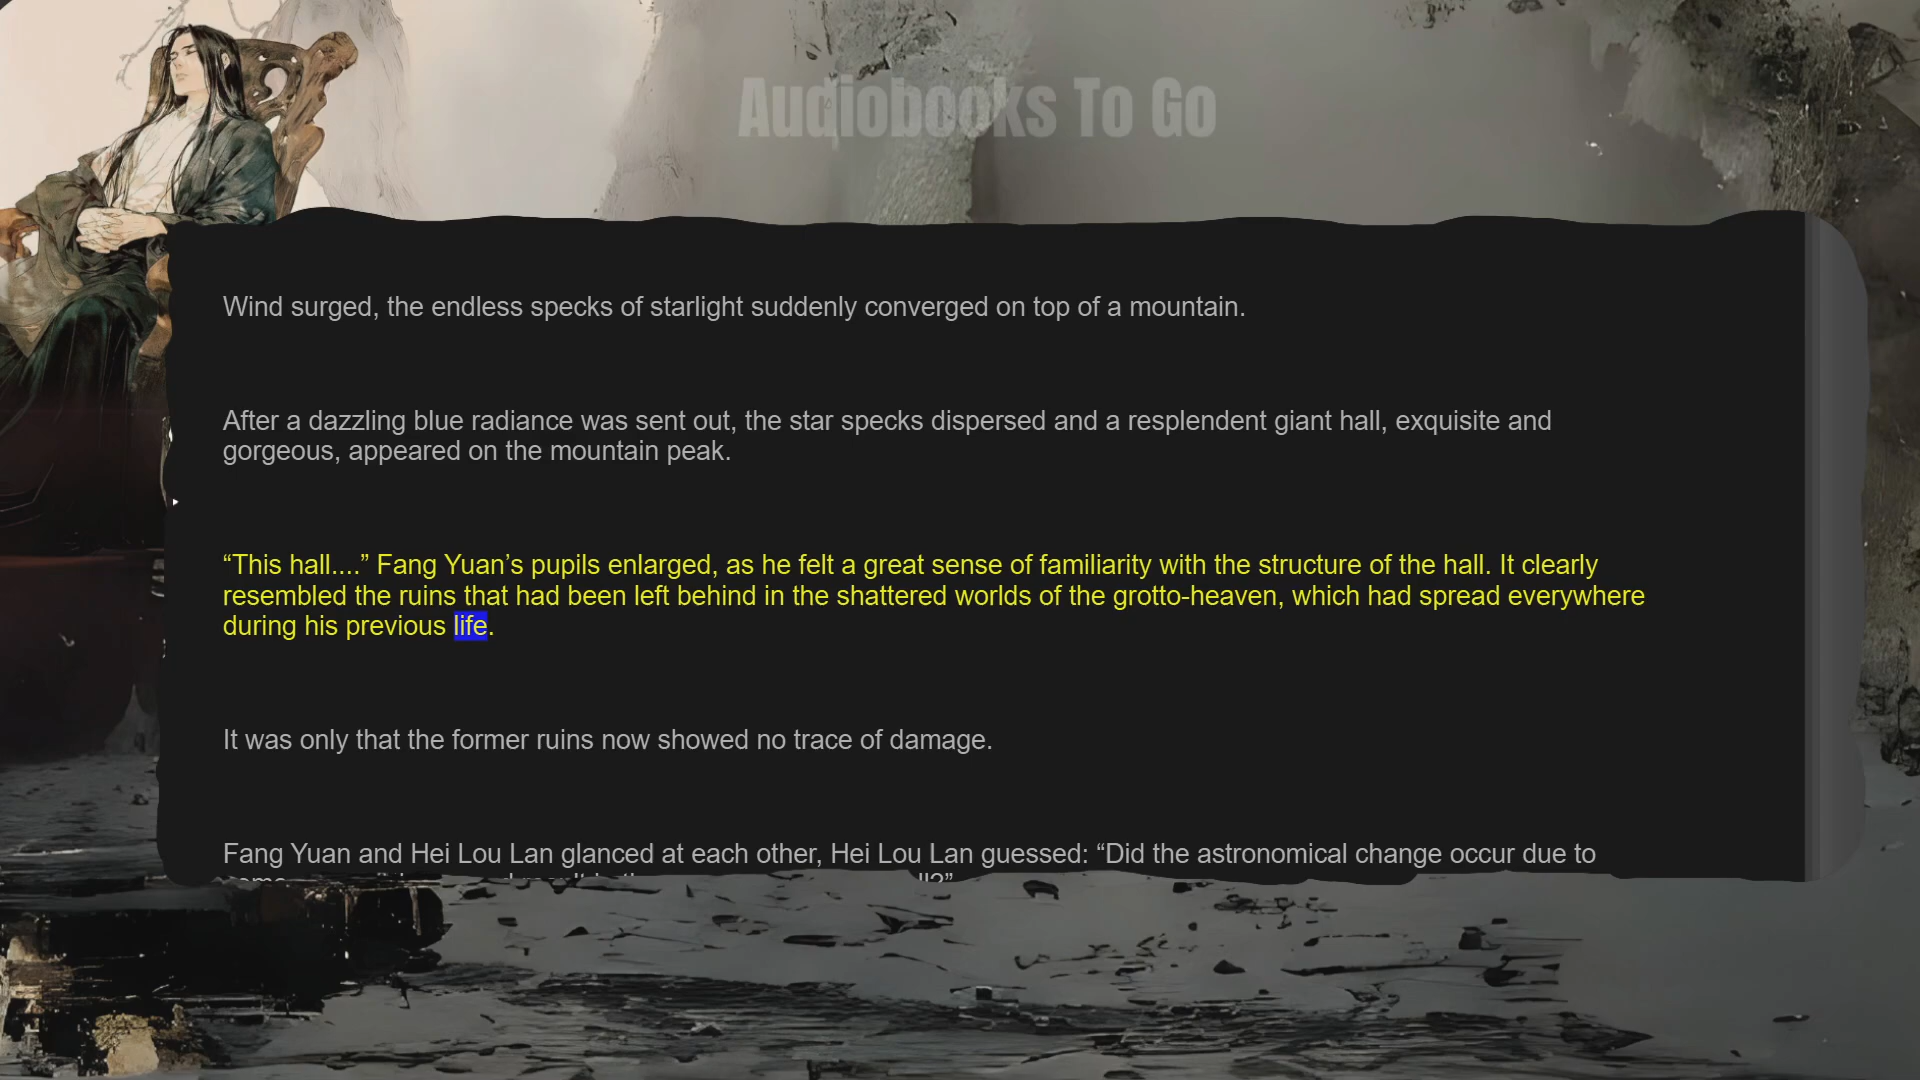 Audiobooks To Go
Wind surged, the endless specks of starlight suddenly converged on top of a mountain.
After a dazzling blue radiance was sent out, the star specks dispersed and a resplendent giant hall, exquisite and
gorgeous, appeared on the mountain peak.
“This hall....” Fang Yuan’s pupils enlarged, as he felt a great sense of familiarity with the structure of the hall. It clearly
resembled the ruins that had been left behind in the shattered worlds of the grotto-heaven, which had spread everywhere
during his previous life.
It was only that the former ruins now showed no trace of damage.
Fang Yuan and Hei Lou Lan glanced at each other, Hei Lou Lan guessed: “Did the astronomical change occur due to